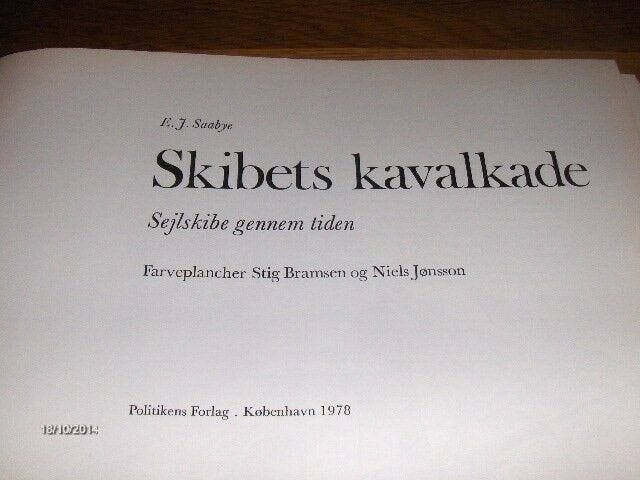 E. J. Saabye
Skibets kavalkade
Sejlskibe gennem tiden
Farveplancher Stig Bramsen og Niels Jønsson
Politikens Forlag . København 1978
18/10/2014